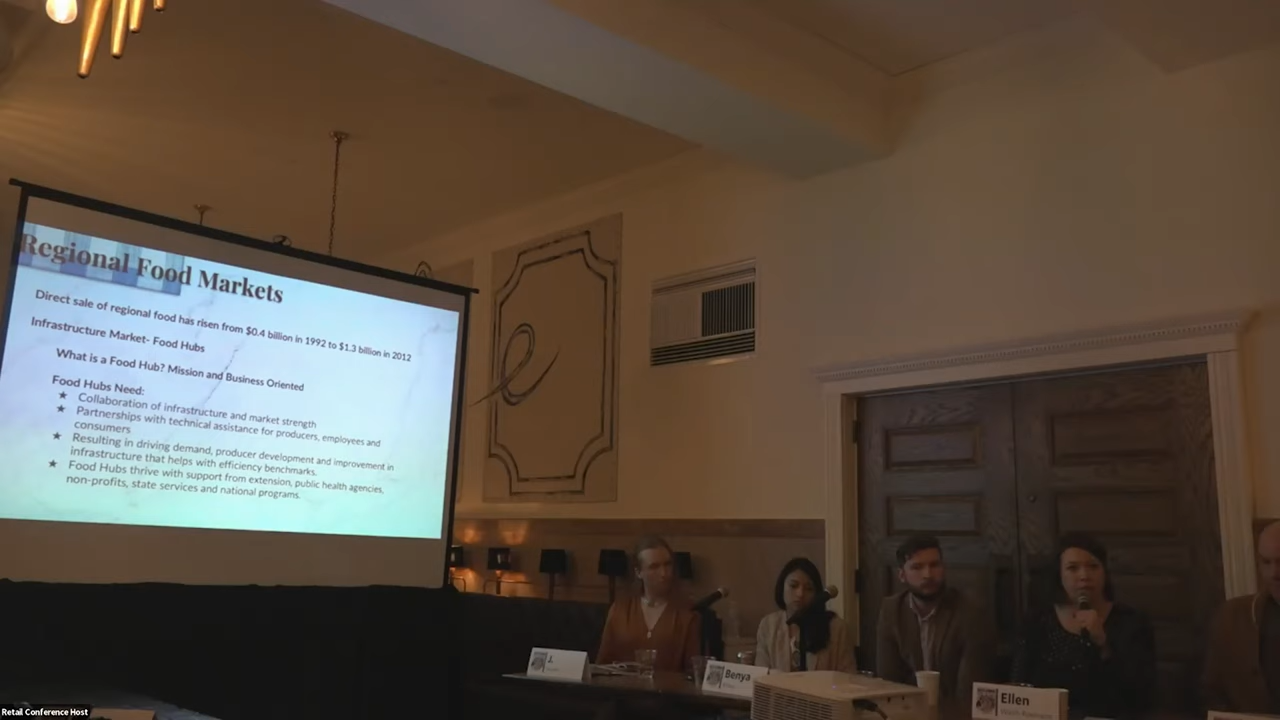 Regional Food Markets
Direct sale of regional food has risen from $0.4 billion in 1992 to $1.3 billion in 2012
Infrastructure Market- Food Hubs
What is a Food Hub? Mission and Business Oriented
Food Hubs Need:
★ Collaboration of infrastructure and market strength
★ Partnerships with technical assistance for producers, employees and
consumers
★ Resulting in driving demand, producer development and improvement in
infrastructure that helps with efficiency benchmarks.
★ Food Hubs thrive with support from extension, public health agencies,
non-profits, state services and national programs.
e
J.
Benya
Ellen
Retail Conference Host